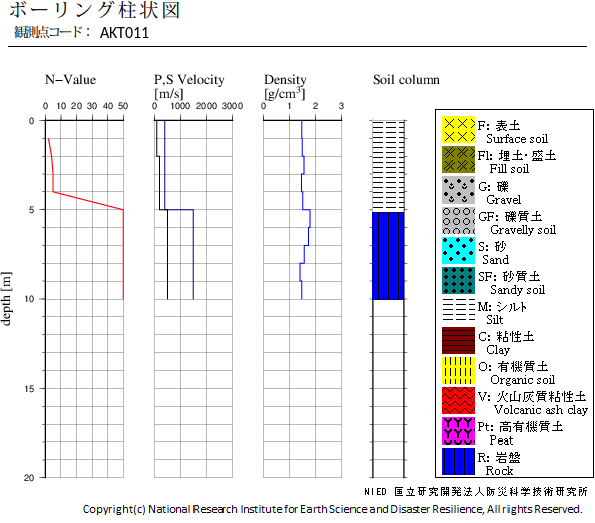 ボーリング柱状図
観測点コード： AKT011
N-Value
0 10 20 30 40 50
P,S Velocity
[m/s]
0 1000 2000 3000
Density
[g/cm3]
0 1 2 3
Soil column
depth [m]
0
5
10
15
20
F: 表土
Surface soil
Fl: 埋土・盛土
Fill soil
G: 礫
Gravel
GF: 礫質土
Gravelly soil
S: 砂
Sand
SF: 砂質土
Sandy soil
M: シルト
Silt
C: 粘性土
Clay
O: 有機質土
Organic soil
V: 火山灰質粘性土
Volcanic ash clay
Pt: 高有機質土
Peat
R: 岩盤
Rock
NIED 国立研究開発法人防災科学技術研究所
Copyright(c) National Research Institute for Earth Science and Disaster Resilience, All rights Reserved.